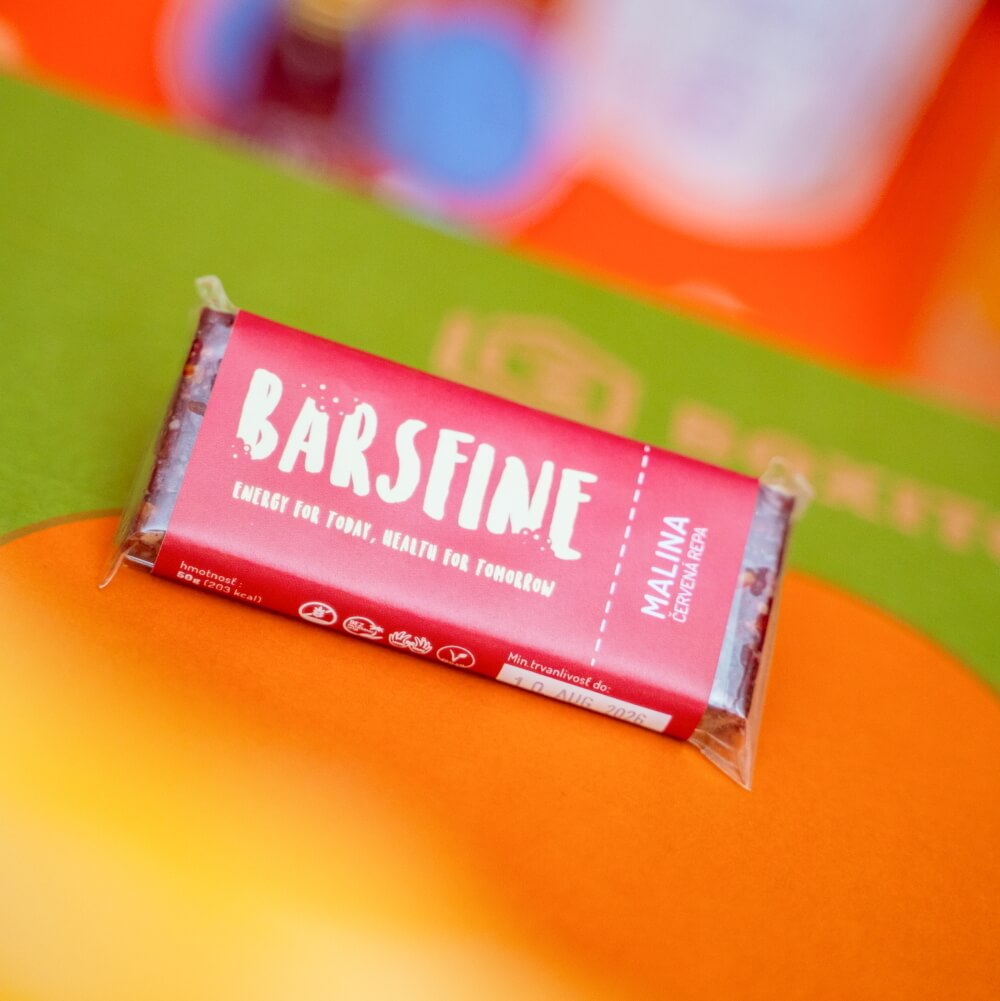 BARSFINE
ENERGY FOR TODAY, HEALTH FOR TOMORROW
MALINA
ČERVENÁ REPA
hmotnosť:
50g (203 kcal)
BEZ
Min.trvanlivosť do:
10 AUG 2026